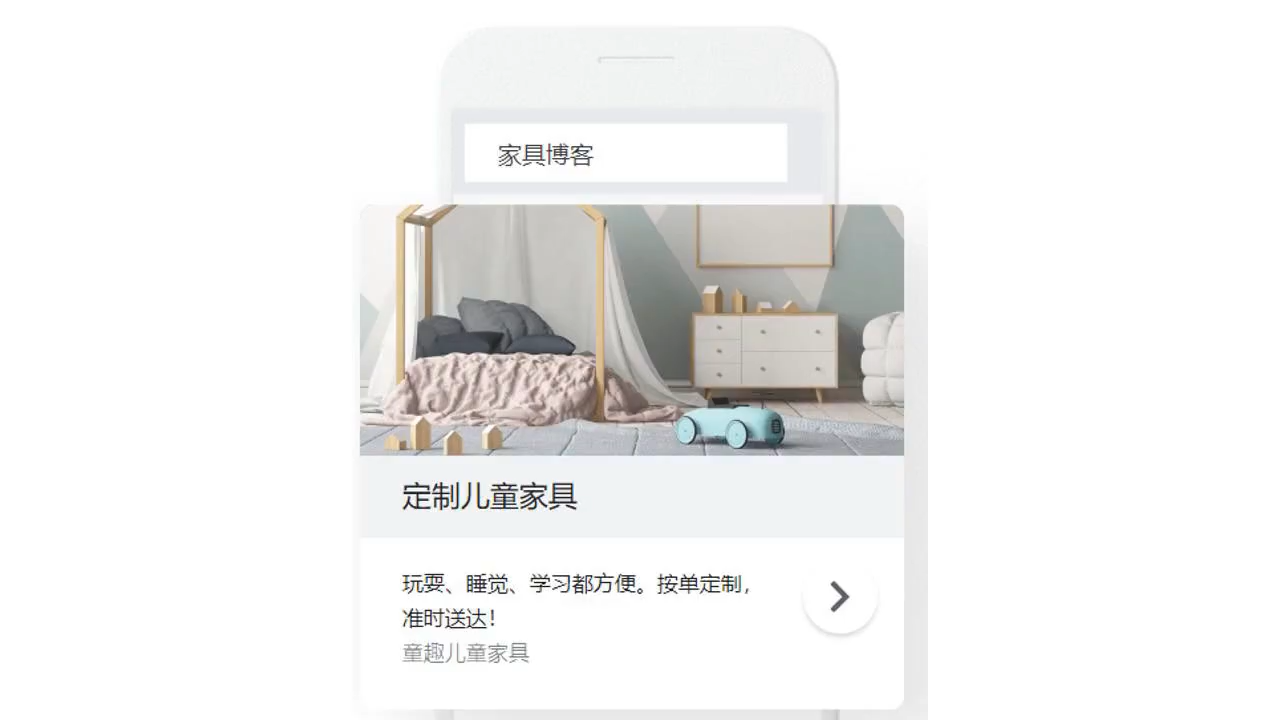 家具博客
定制儿童家具
玩耍、睡觉、学习都方便。按单定制，
准时送达！
童趣儿童家具